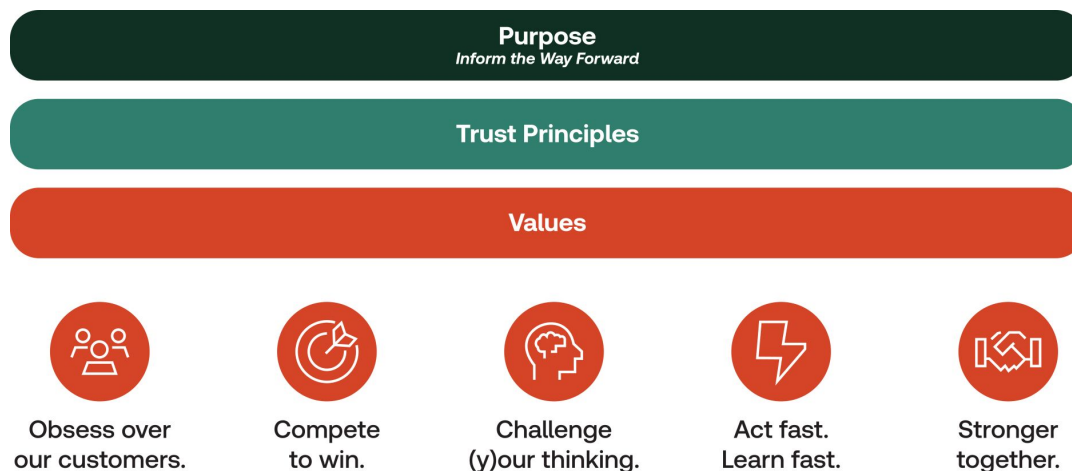 Purpose
Inform the Way Forward
Trust Principles
Values
Obsess over
our customers.
Compete
to win.
Challenge
(y)our thinking.
Act fast.
Learn fast.
Stronger
together.